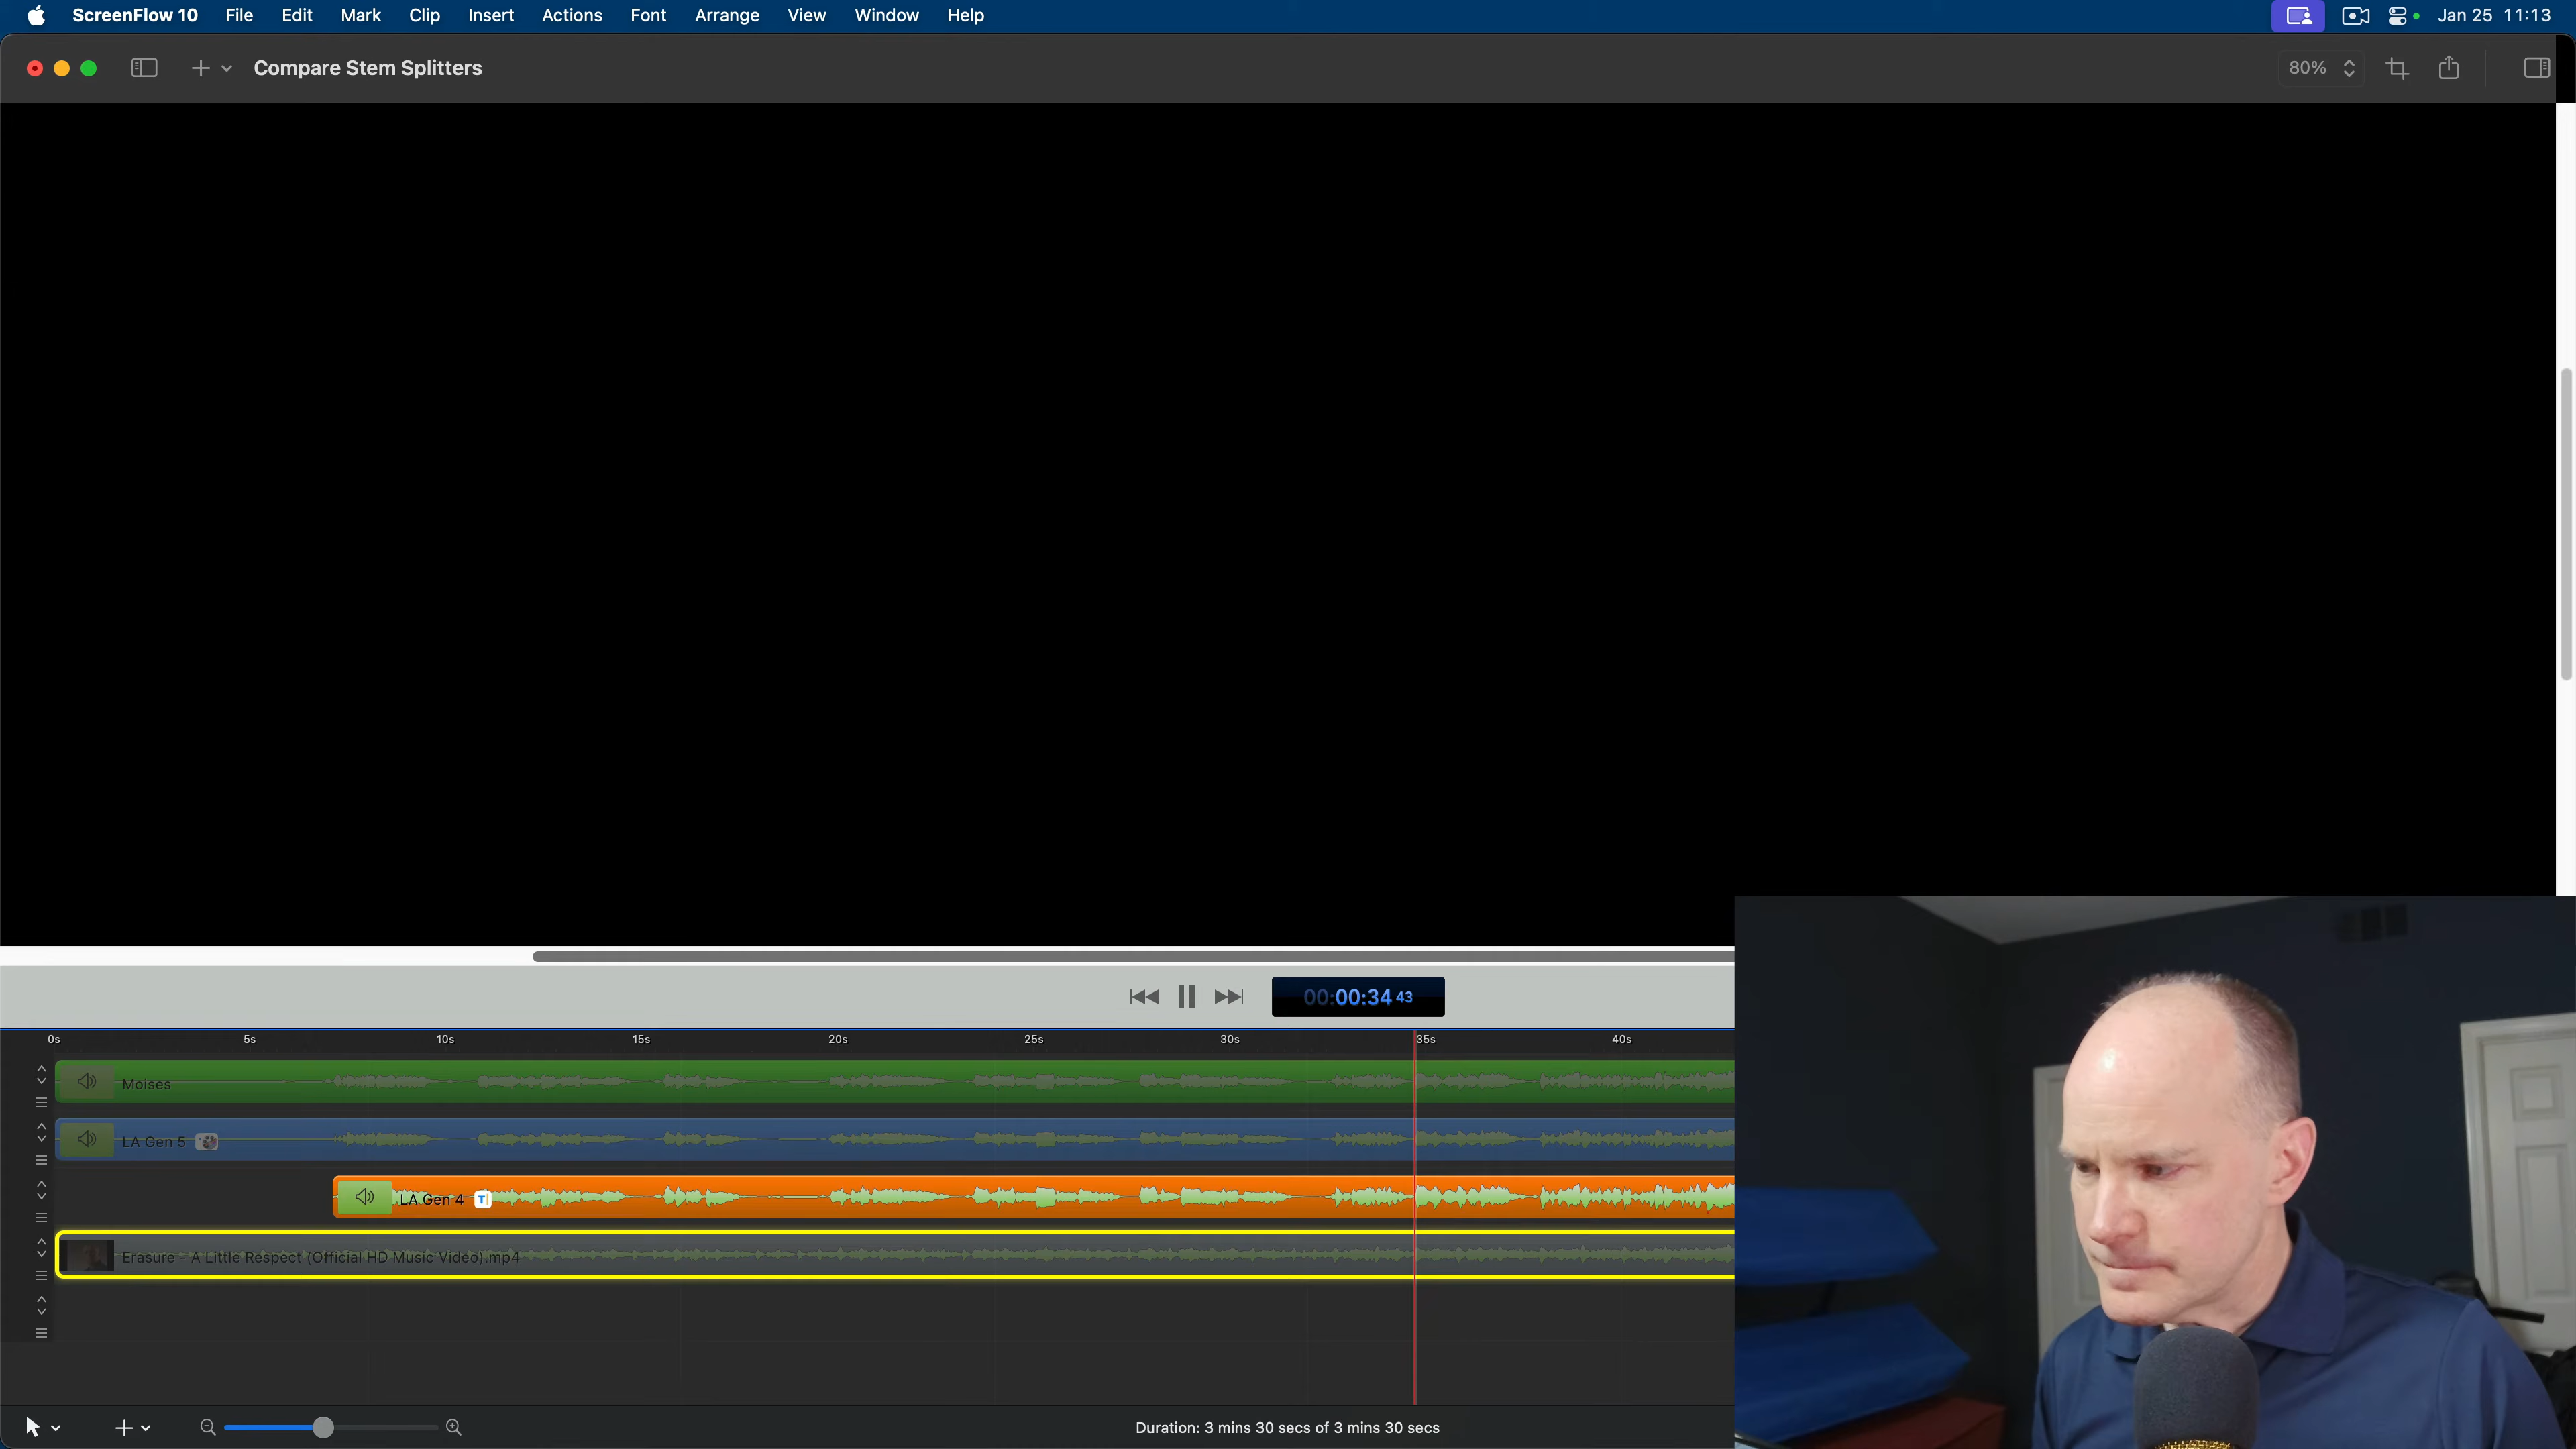 ScreenFlow 10 File Edit Mark Clip Insert Actions Font Arrange View Window Help Jan 25 11:13
Compare Stem Splitters 80%
00:00:34 43
0s 5s 10s 15s 20s 25s 30s 35s 40s
Moises
LA Gen 5
LA Gen 4 T
Erasure - A Little Respect (Official HD Music Video).mp4
Duration: 3 mins 30 secs of 3 mins 30 secs